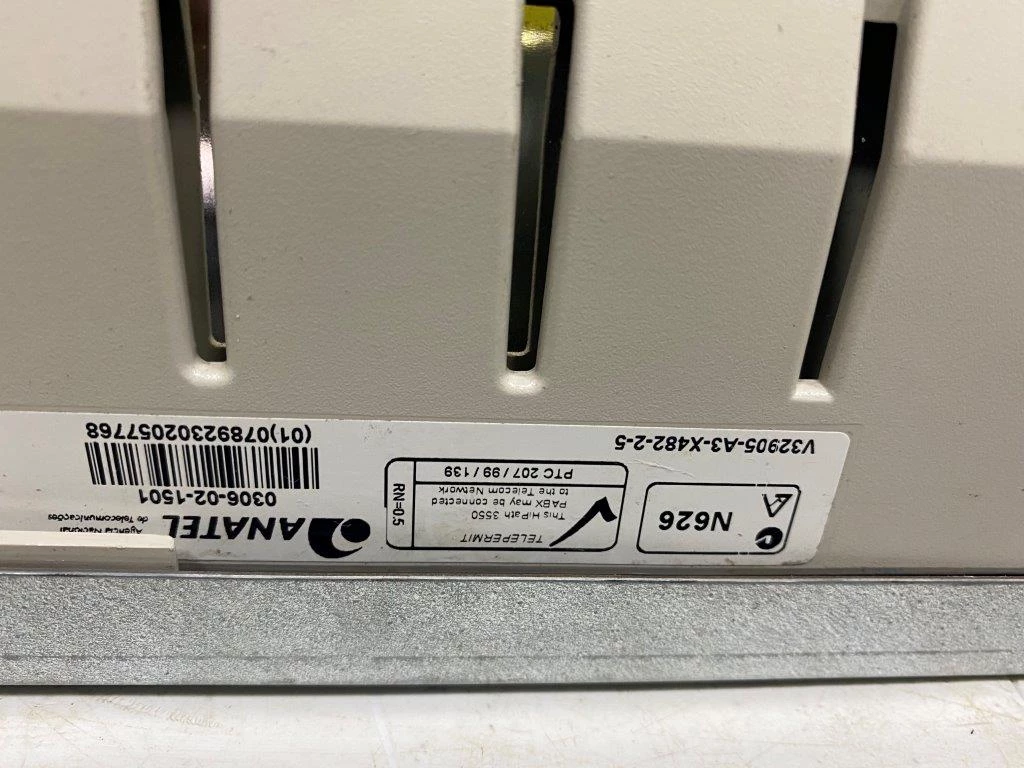 N626
TELEPERMIT
This HiPath 3550
PABX may be connected
to the Telecom Network
PTC 207 / 99 / 139
RN=0.5
V32905-A3-X482-2-5
ANATEL
Agência Nacional
de Telecomunicações
0306-02-1501
(01)07892302057768